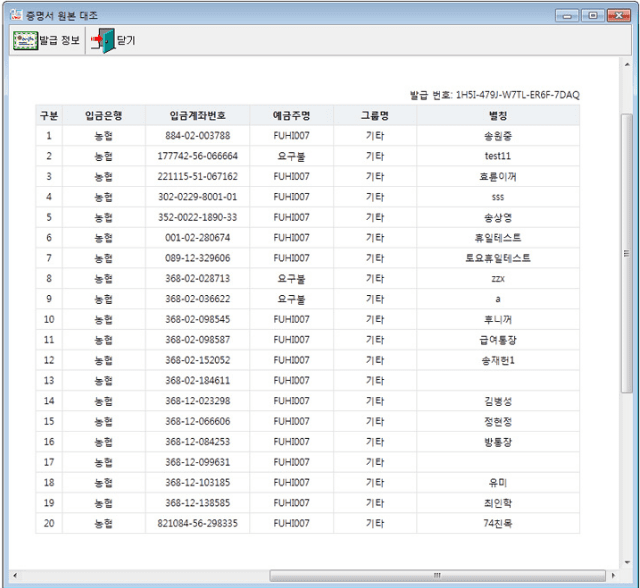 증명서 원본 대조
발급 정보 닫기
발급 번호: 1H5I-479J-W7TL-ER6F-7DAQ
구분 입금은행 입금계좌번호 예금주명 그룹명 별칭
1 농협 884-02-003788 FUHI007 기타 송원중
2 농협 177742-56-066664 요구불 기타 test11
3 농협 221115-51-067162 FUHI007 기타 효륜이꺼
4 농협 302-0229-8001-01 FUHI007 기타 sss
5 농협 352-0022-1890-33 FUHI007 기타 송상영
6 농협 001-02-280674 FUHI007 기타 휴일테스트
7 농협 089-12-329606 FUHI007 기타 토요휴일테스트
8 농협 368-02-028713 요구불 기타 zzx
9 농협 368-02-036622 요구불 기타 a
10 농협 368-02-098545 FUHI007 기타 후니꺼
11 농협 368-02-098587 FUHI007 기타 급여통장
12 농협 368-02-152052 FUHI007 기타 송재헌1
13 농협 368-02-184611 FUHI007 기타
14 농협 368-12-023298 FUHI007 기타 김병성
15 농협 368-12-066606 FUHI007 기타 정현정
16 농협 368-12-084253 FUHI007 기타 방통장
17 농협 368-12-099631 FUHI007 기타
18 농협 368-12-103185 FUHI007 기타 유미
19 농협 368-12-138585 FUHI007 기타 최인학
20 농협 821084-56-298335 FUHI007 기타 74진목